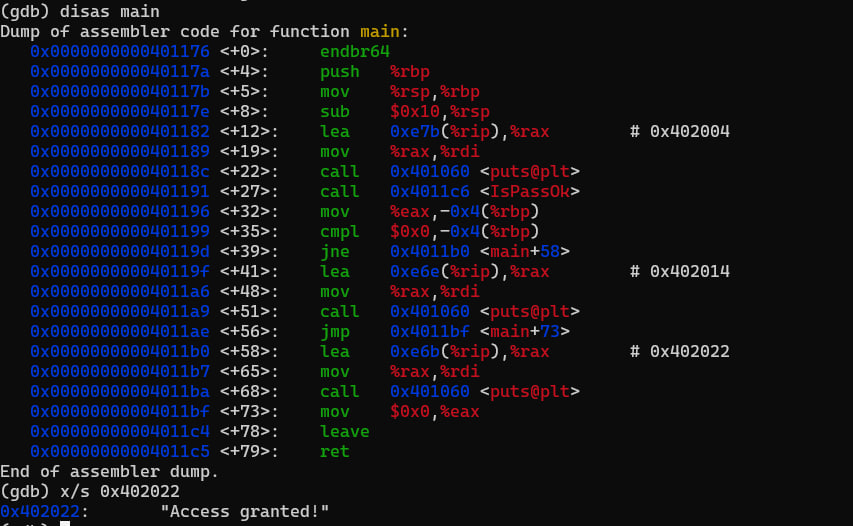 (gdb) disas main
Dump of assembler code for function main:
   0x0000000000401176 <+0>:     endbr64
   0x000000000040117a <+4>:     push   %rbp
   0x000000000040117b <+5>:     mov    %rsp,%rbp
   0x000000000040117e <+8>:     sub    $0x10,%rsp
   0x0000000000401182 <+12>:    lea    0xe7b(%rip),%rax        # 0x402004
   0x0000000000401189 <+19>:    mov    %rax,%rdi
   0x000000000040118c <+22>:    call   0x401060 <puts@plt>
   0x0000000000401191 <+27>:    call   0x4011c6 <IsPassOk>
   0x0000000000401196 <+32>:    mov    %eax,-0x4(%rbp)
   0x0000000000401199 <+35>:    cmpl   $0x0,-0x4(%rbp)
   0x000000000040119d <+39>:    jne    0x4011b0 <main+58>
   0x000000000040119f <+41>:    lea    0xe6e(%rip),%rax        # 0x402014
   0x00000000004011a6 <+48>:    mov    %rax,%rdi
   0x00000000004011a9 <+51>:    call   0x401060 <puts@plt>
   0x00000000004011ae <+56>:    jmp    0x4011bf <main+73>
   0x00000000004011b0 <+58>:    lea    0xe6b(%rip),%rax        # 0x402022
   0x00000000004011b7 <+65>:    mov    %rax,%rdi
   0x00000000004011ba <+68>:    call   0x401060 <puts@plt>
   0x00000000004011bf <+73>:    mov    $0x0,%eax
   0x00000000004011c4 <+78>:    leave
   0x00000000004011c5 <+79>:    ret
End of assembler dump.
(gdb) x/s 0x402022
0x402022:       "Access granted!"